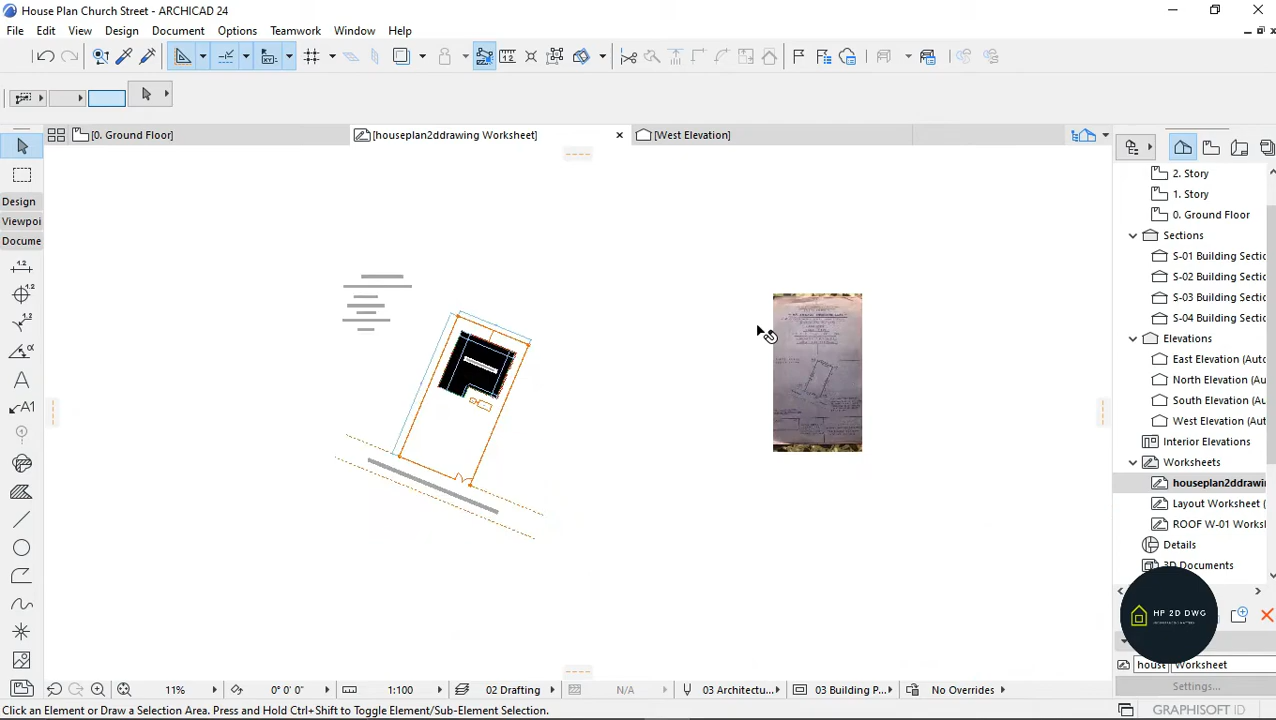 House Plan Church Street - ARCHICAD 24
File Edit View Design Document Options Teamwork Window Help
[0. Ground Floor] [houseplan2ddrawing Worksheet] [West Elevation]
2. Story
1. Story
0. Ground Floor
Sections
S-01 Building Secti
S-02 Building Secti
S-03 Building Secti
S-04 Building Secti
Elevations
East Elevation (Aut
North Elevation (Au
South Elevation (Au
West Elevation (Aut
Interior Elevations
Worksheets
houseplan2ddrawi
Layout Worksheet (
ROOF W-01 Works
Details
3D Documents
Design
Viewpoi
Docume
A1
HP 2D DWG
house Worksheet
Settings...
11% 0° 0' 0" 1:100 02 Drafting N/A 03 Architectu... 03 Building P... No Overrides
Click an Element or Draw a Selection Area. Press and Hold Ctrl+Shift to Toggle Element/Sub-Element Selection.
GRAPHISOFT ID